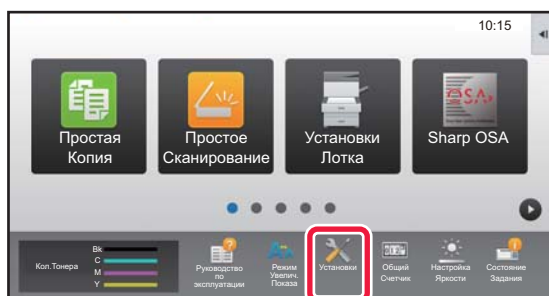 10:15
Простая
Копия
Простое
Сканирование
Установки
Лотка
OSA
Sharp OSA
Кол.Тонера
Bk
C
M
Y
Руководство
по
эксплуатации
Режим
Увелич.
Показа
Установки
Общий
Счетчик
Настройка
Яркости
Состояние
Задания